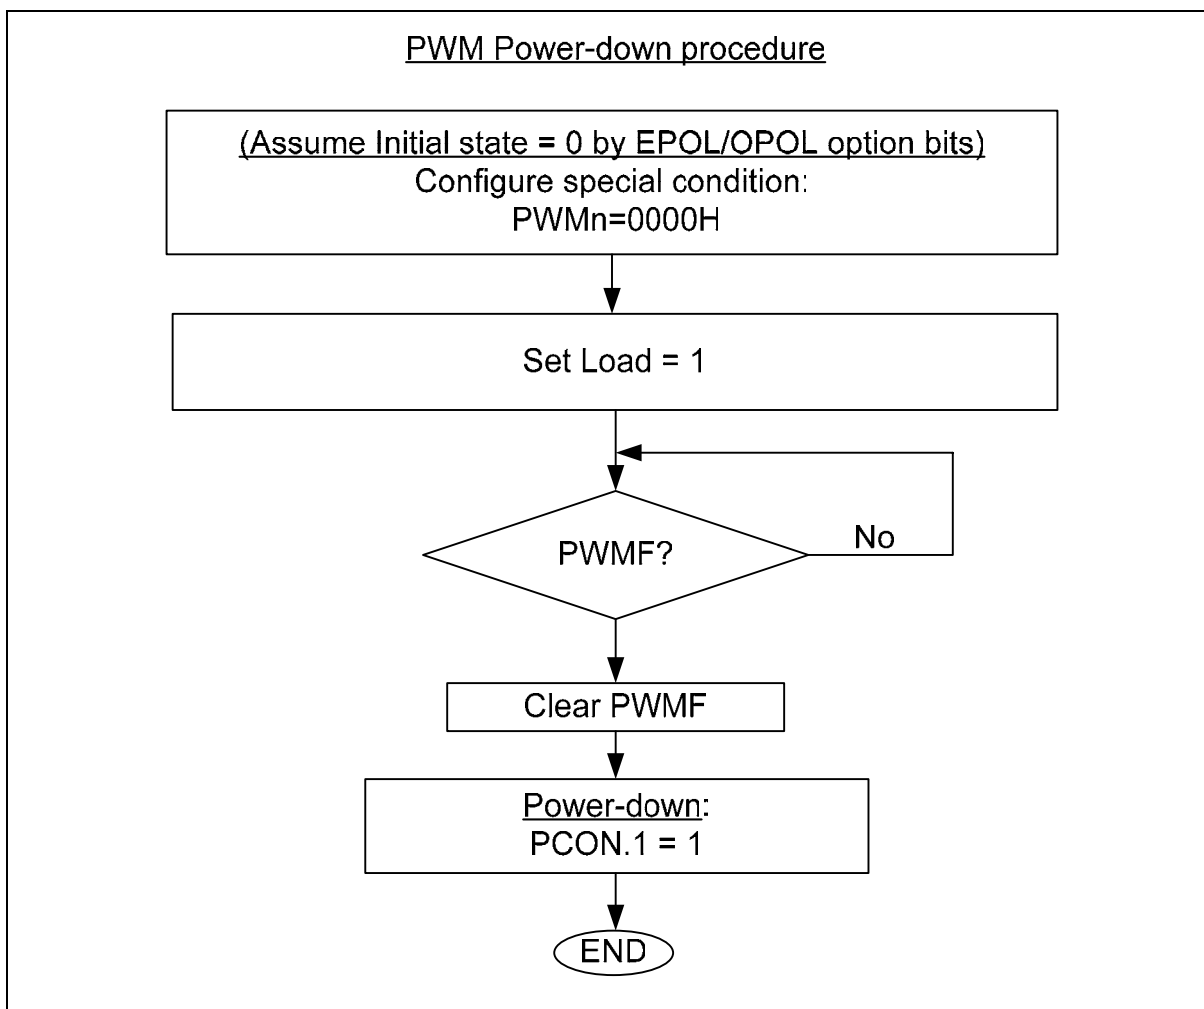 PWM Power-down procedure
(Assume Initial state = 0 by EPOL/OPOL option bits)
Configure special condition:
PWMn=0000H
Set Load = 1
PWMF?
No
Clear PWMF
Power-down:
PCON.1 = 1
END